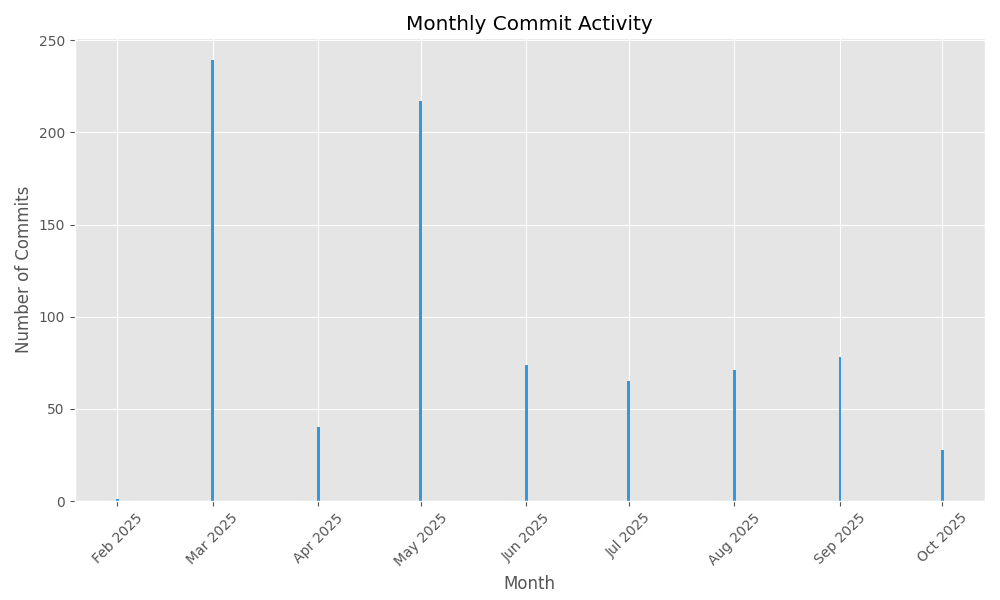 Monthly Commit Activity
250
200
150
100
50
0
Number of Commits
Feb 2025
Mar 2025
Apr 2025
May 2025
Jun 2025
Jul 2025
Aug 2025
Sep 2025
Oct 2025
Month